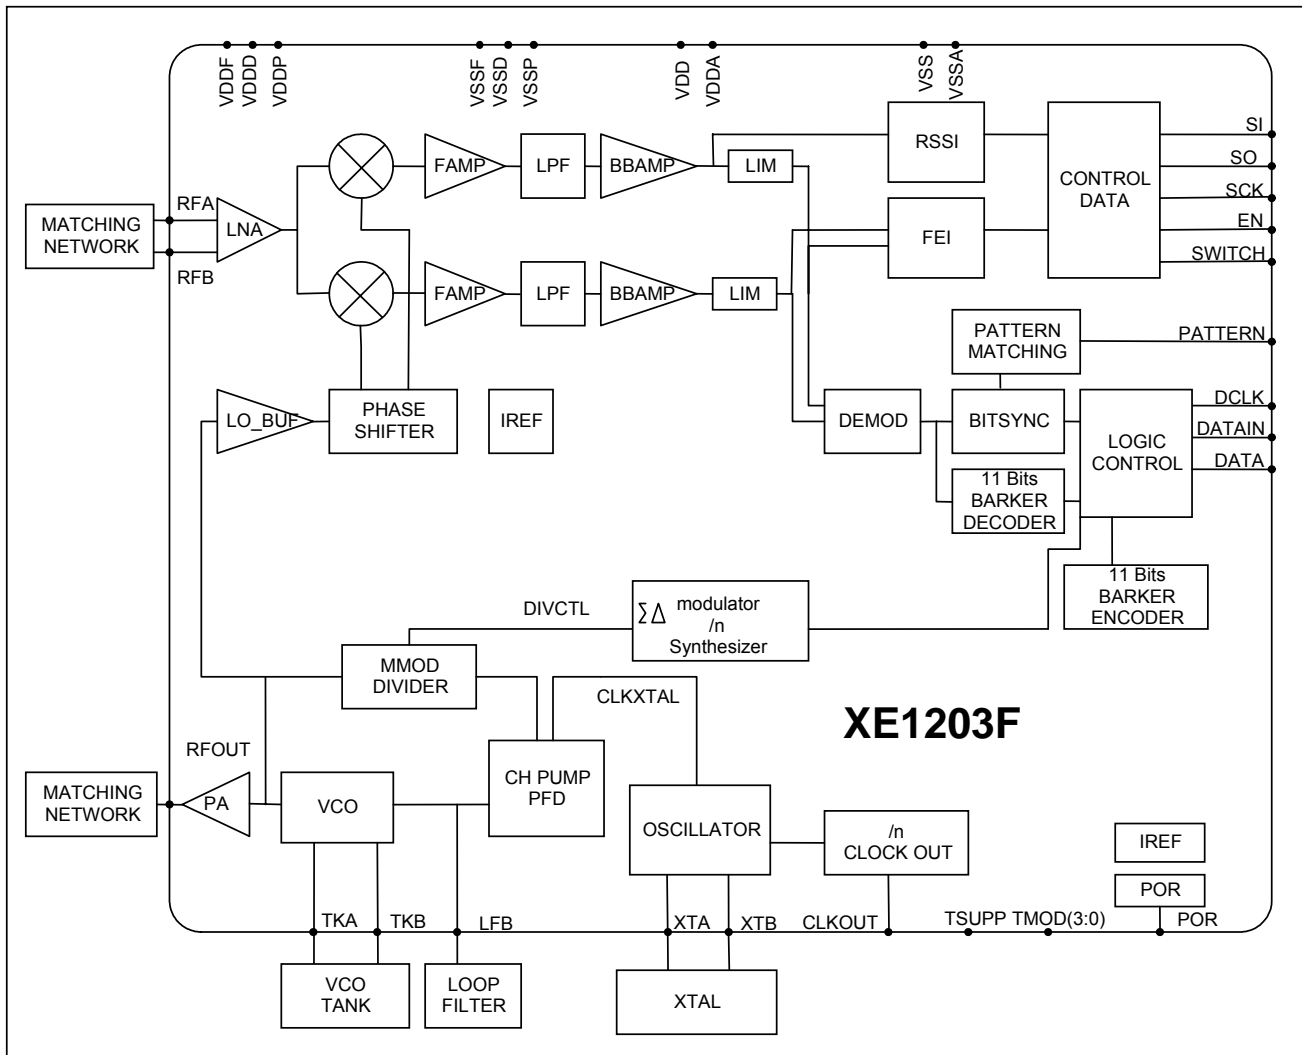 VDDF
VDDD
VDDP
VSSF
VSSD
VSSP
VDD
VDDA
VSS
VSSA
MATCHING
NETWORK
RFA
RFB
LNA
FAMP
LPF
BBAMP
LIM
RSSI
CONTROL
DATA
SI
SO
SCK
EN
SWITCH
FEI
FAMP
LPF
BBAMP
LIM
PATTERN
MATCHING
PATTERN
LO_BUF
PHASE
SHIFTER
IREF
DEMOD
BITSYNC
LOGIC
CONTROL
DCLK
DATAIN
DATA
11 Bits
BARKER
DECODER
11 Bits
BARKER
ENCODER
DIVCTL
ΣΔ modulator
/n
Synthesizer
MMOD
DIVIDER
CLKXTAL
XE1203F
RFOUT
MATCHING
NETWORK
PA
VCO
CH PUMP
PFD
OSCILLATOR
/n
CLOCK OUT
IREF
POR
TKA
TKB
LFB
XTA
XTB
CLKOUT
TSUPP
TMOD(3:0)
POR
VCO
TANK
LOOP
FILTER
XTAL